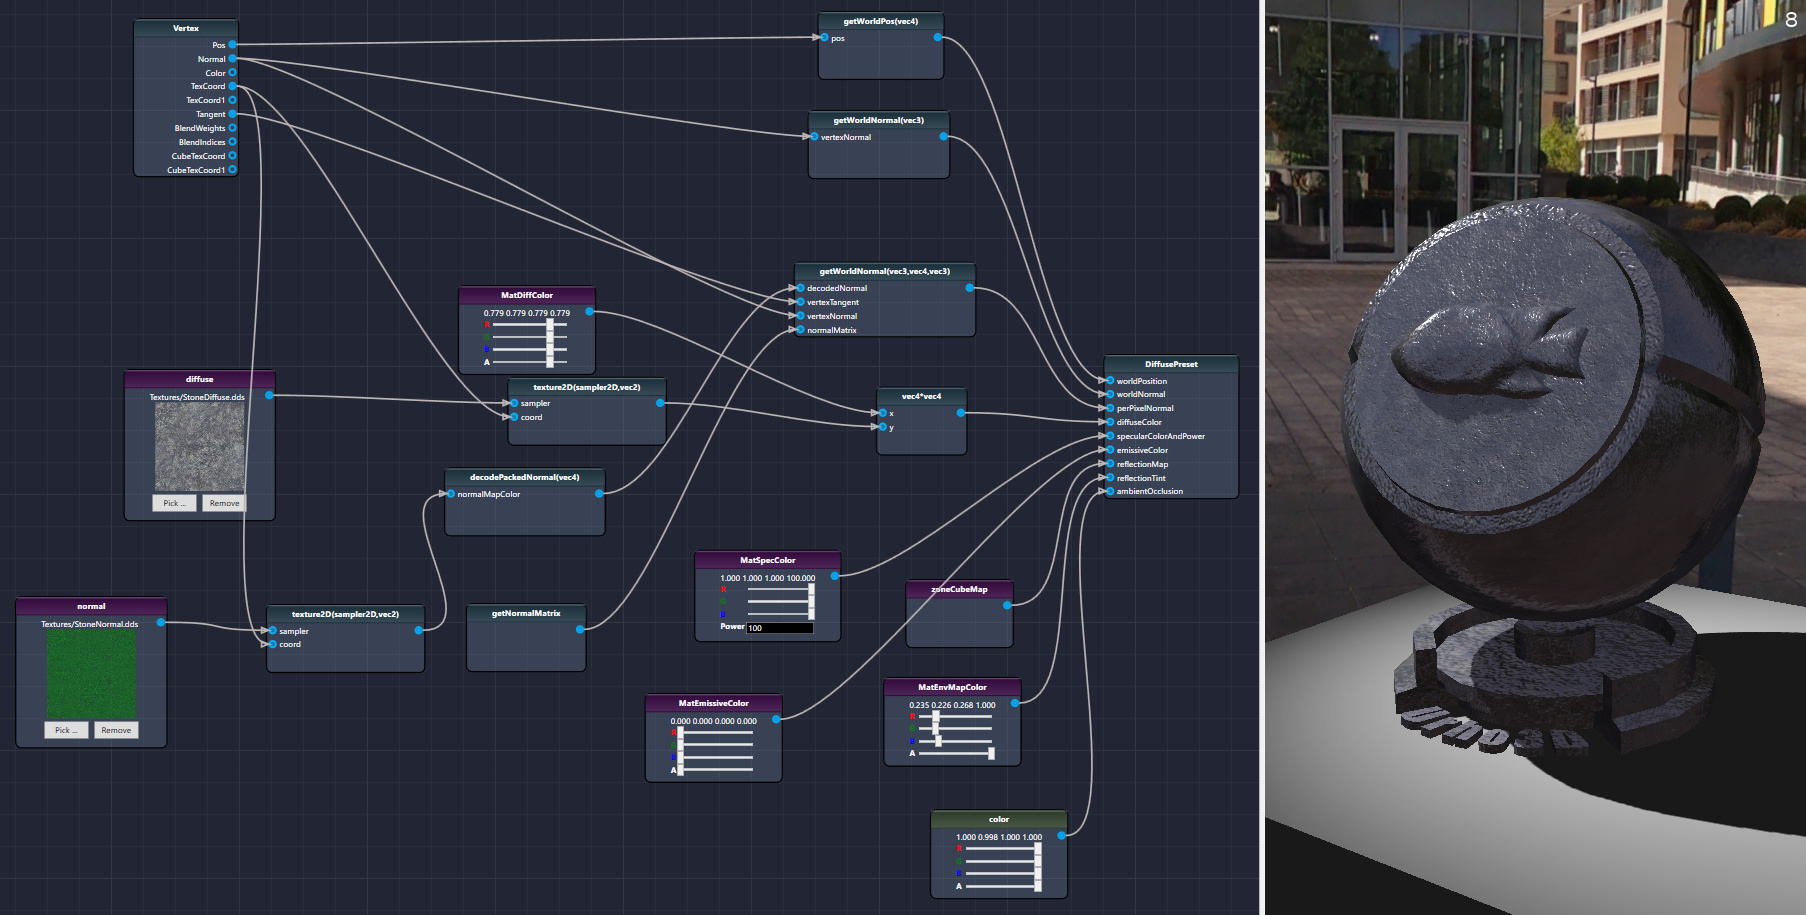 Vertex
Pos
Normal
Color
TexCoord
TexCoord1
Tangent
BlendWeights
BlendIndices
CubeTexCoord
CubeTexCoord1
getWorldPos(vec4)
pos
getWorldNormal(vec3)
vertexNormal
getWorldNormal(vec3,vec4,vec3)
decodedNormal
vertexTangent
vertexNormal
normalMatrix
MatDiffColor
0.779 0.779 0.779 0.779
R
G
B
A
DiffusePreset
worldPosition
worldNormal
perPixelNormal
diffuseColor
specularColorAndPower
emissiveColor
reflectionMap
reflectionTint
ambientOcclusion
diffuse
Textures/StoneDiffuse.dds
Pick ... Remove
texture2D(sampler2D,vec2)
sampler
coord
vec4*vec4
x
y
decodePackedNormal(vec4)
normalMapColor
MatSpecColor
1.000 1.000 1.000 100.000
R
G
B
Power 100
zoneCubeMap
normal
Textures/StoneNormal.dds
Pick ... Remove
texture2D(sampler2D,vec2)
sampler
coord
getNormalMatrix
MatEmissiveColor
0.000 0.000 0.000 0.000
R
G
B
A
MatEnvMapColor
0.235 0.226 0.268 1.000
R
G
B
A
color
1.000 0.998 1.000 1.000
R
G
B
A
8